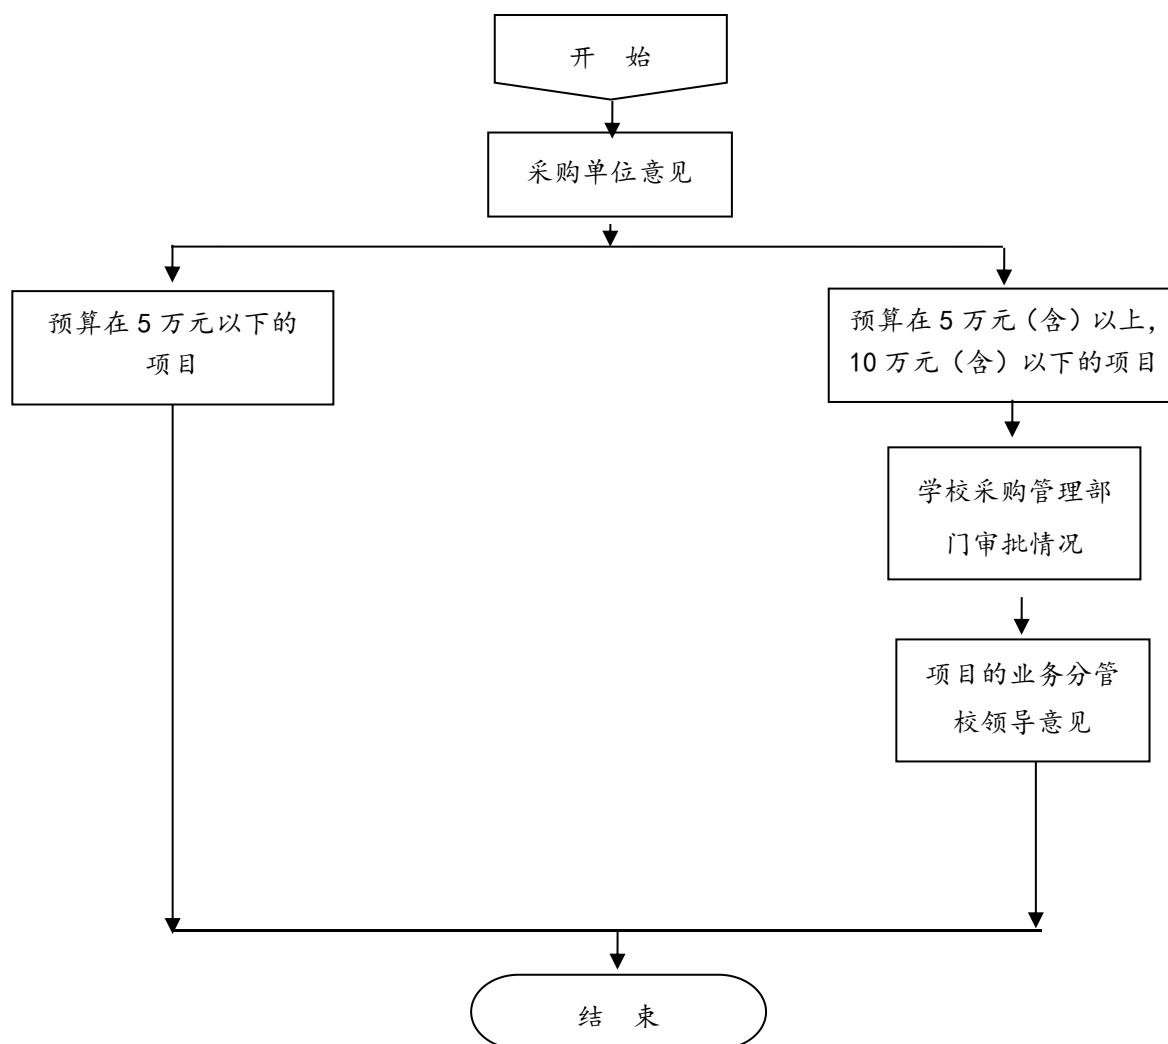 开 始
采购单位意见
预算在 5 万元以下的
项目
预算在 5 万元（含）以上，
10 万元（含）以下的项目
学校采购管理部
门审批情况
项目的业务分管
校领导意见
结 束